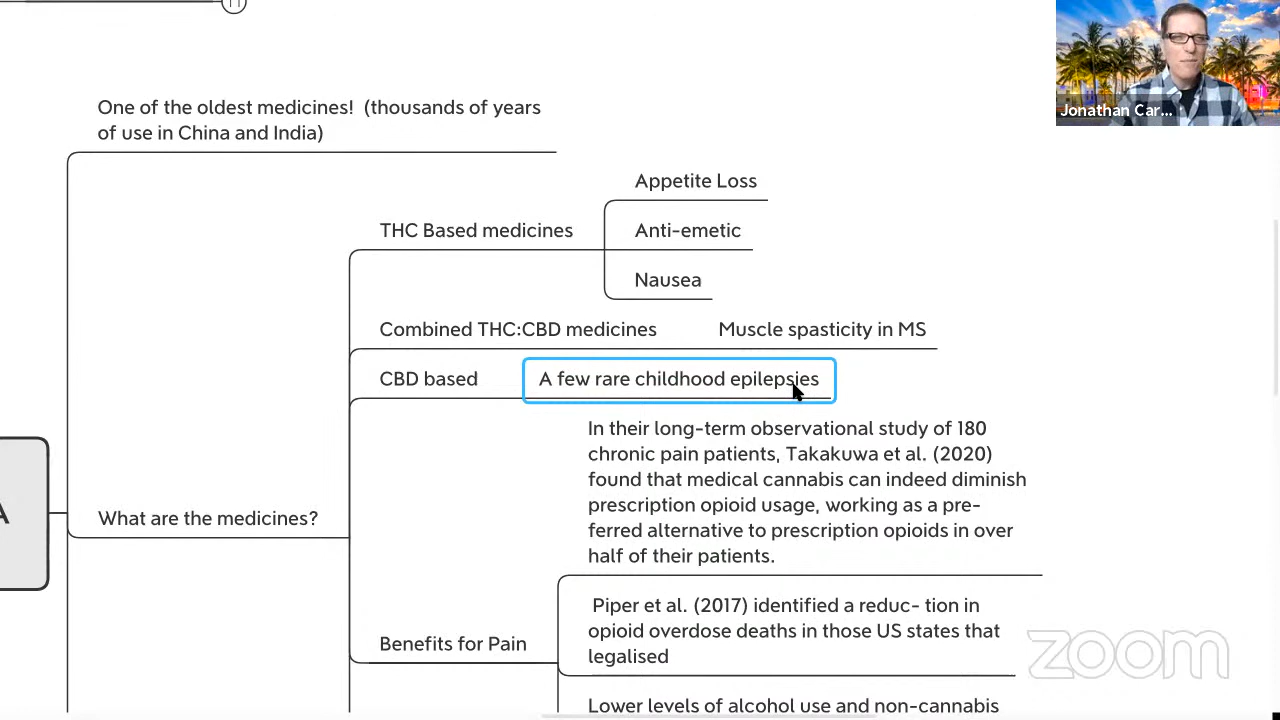 11
Jonathan Car...
One of the oldest medicines!  (thousands of years
of use in China and India)
Appetite Loss
THC Based medicines
Anti-emetic
Nausea
Combined THC:CBD medicines
Muscle spasticity in MS
CBD based
A few rare childhood epilepsies
In their long-term observational study of 180
chronic pain patients, Takakuwa et al. (2020)
found that medical cannabis can indeed diminish
prescription opioid usage, working as a pre-
ferred alternative to prescription opioids in over
half of their patients.
A
What are the medicines?
Piper et al. (2017) identified a reduc- tion in
opioid overdose deaths in those US states that
legalised
Benefits for Pain
zoom
Lower levels of alcohol use and non-cannabis